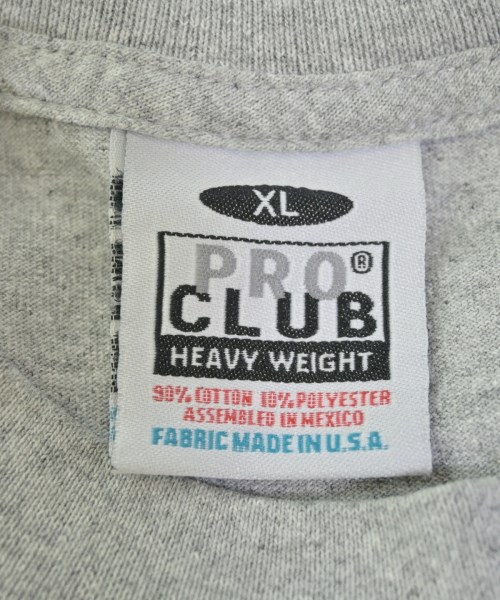 XL
PRO®
CLUB
HEAVY WEIGHT
90% COTTON 10% POLYESTER
ASSEMBLED IN MEXICO
FABRIC MADE IN U.S.A.